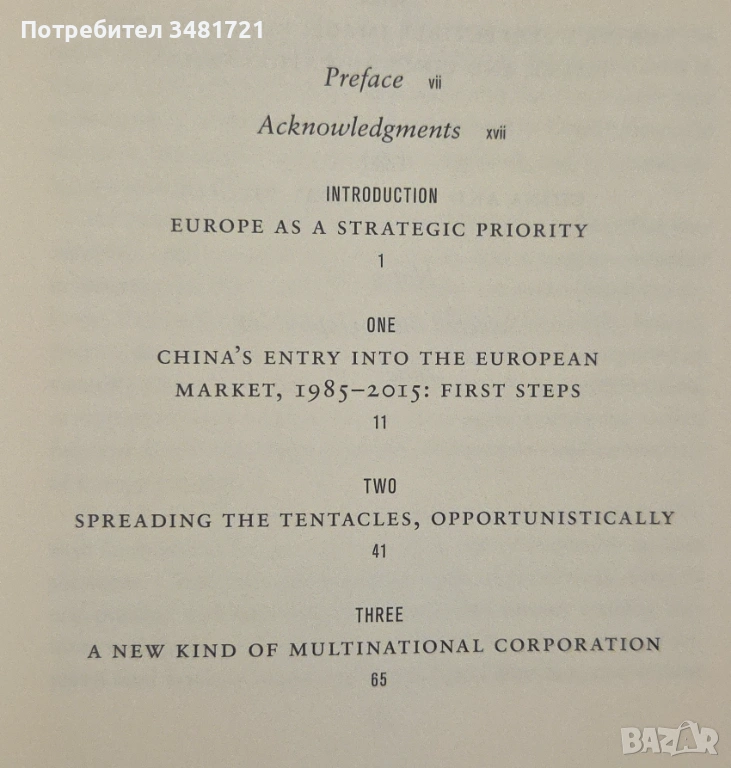 Потребител 3481721
Preface vii
Acknowledgments xvii
INTRODUCTION
EUROPE AS A STRATEGIC PRIORITY
1
ONE
CHINA'S ENTRY INTO THE EUROPEAN
MARKET, 1985–2015: FIRST STEPS
11
TWO
SPREADING THE TENTACLES, OPPORTUNISTICALLY
41
THREE
A NEW KIND OF MULTINATIONAL CORPORATION
65
BAZAR